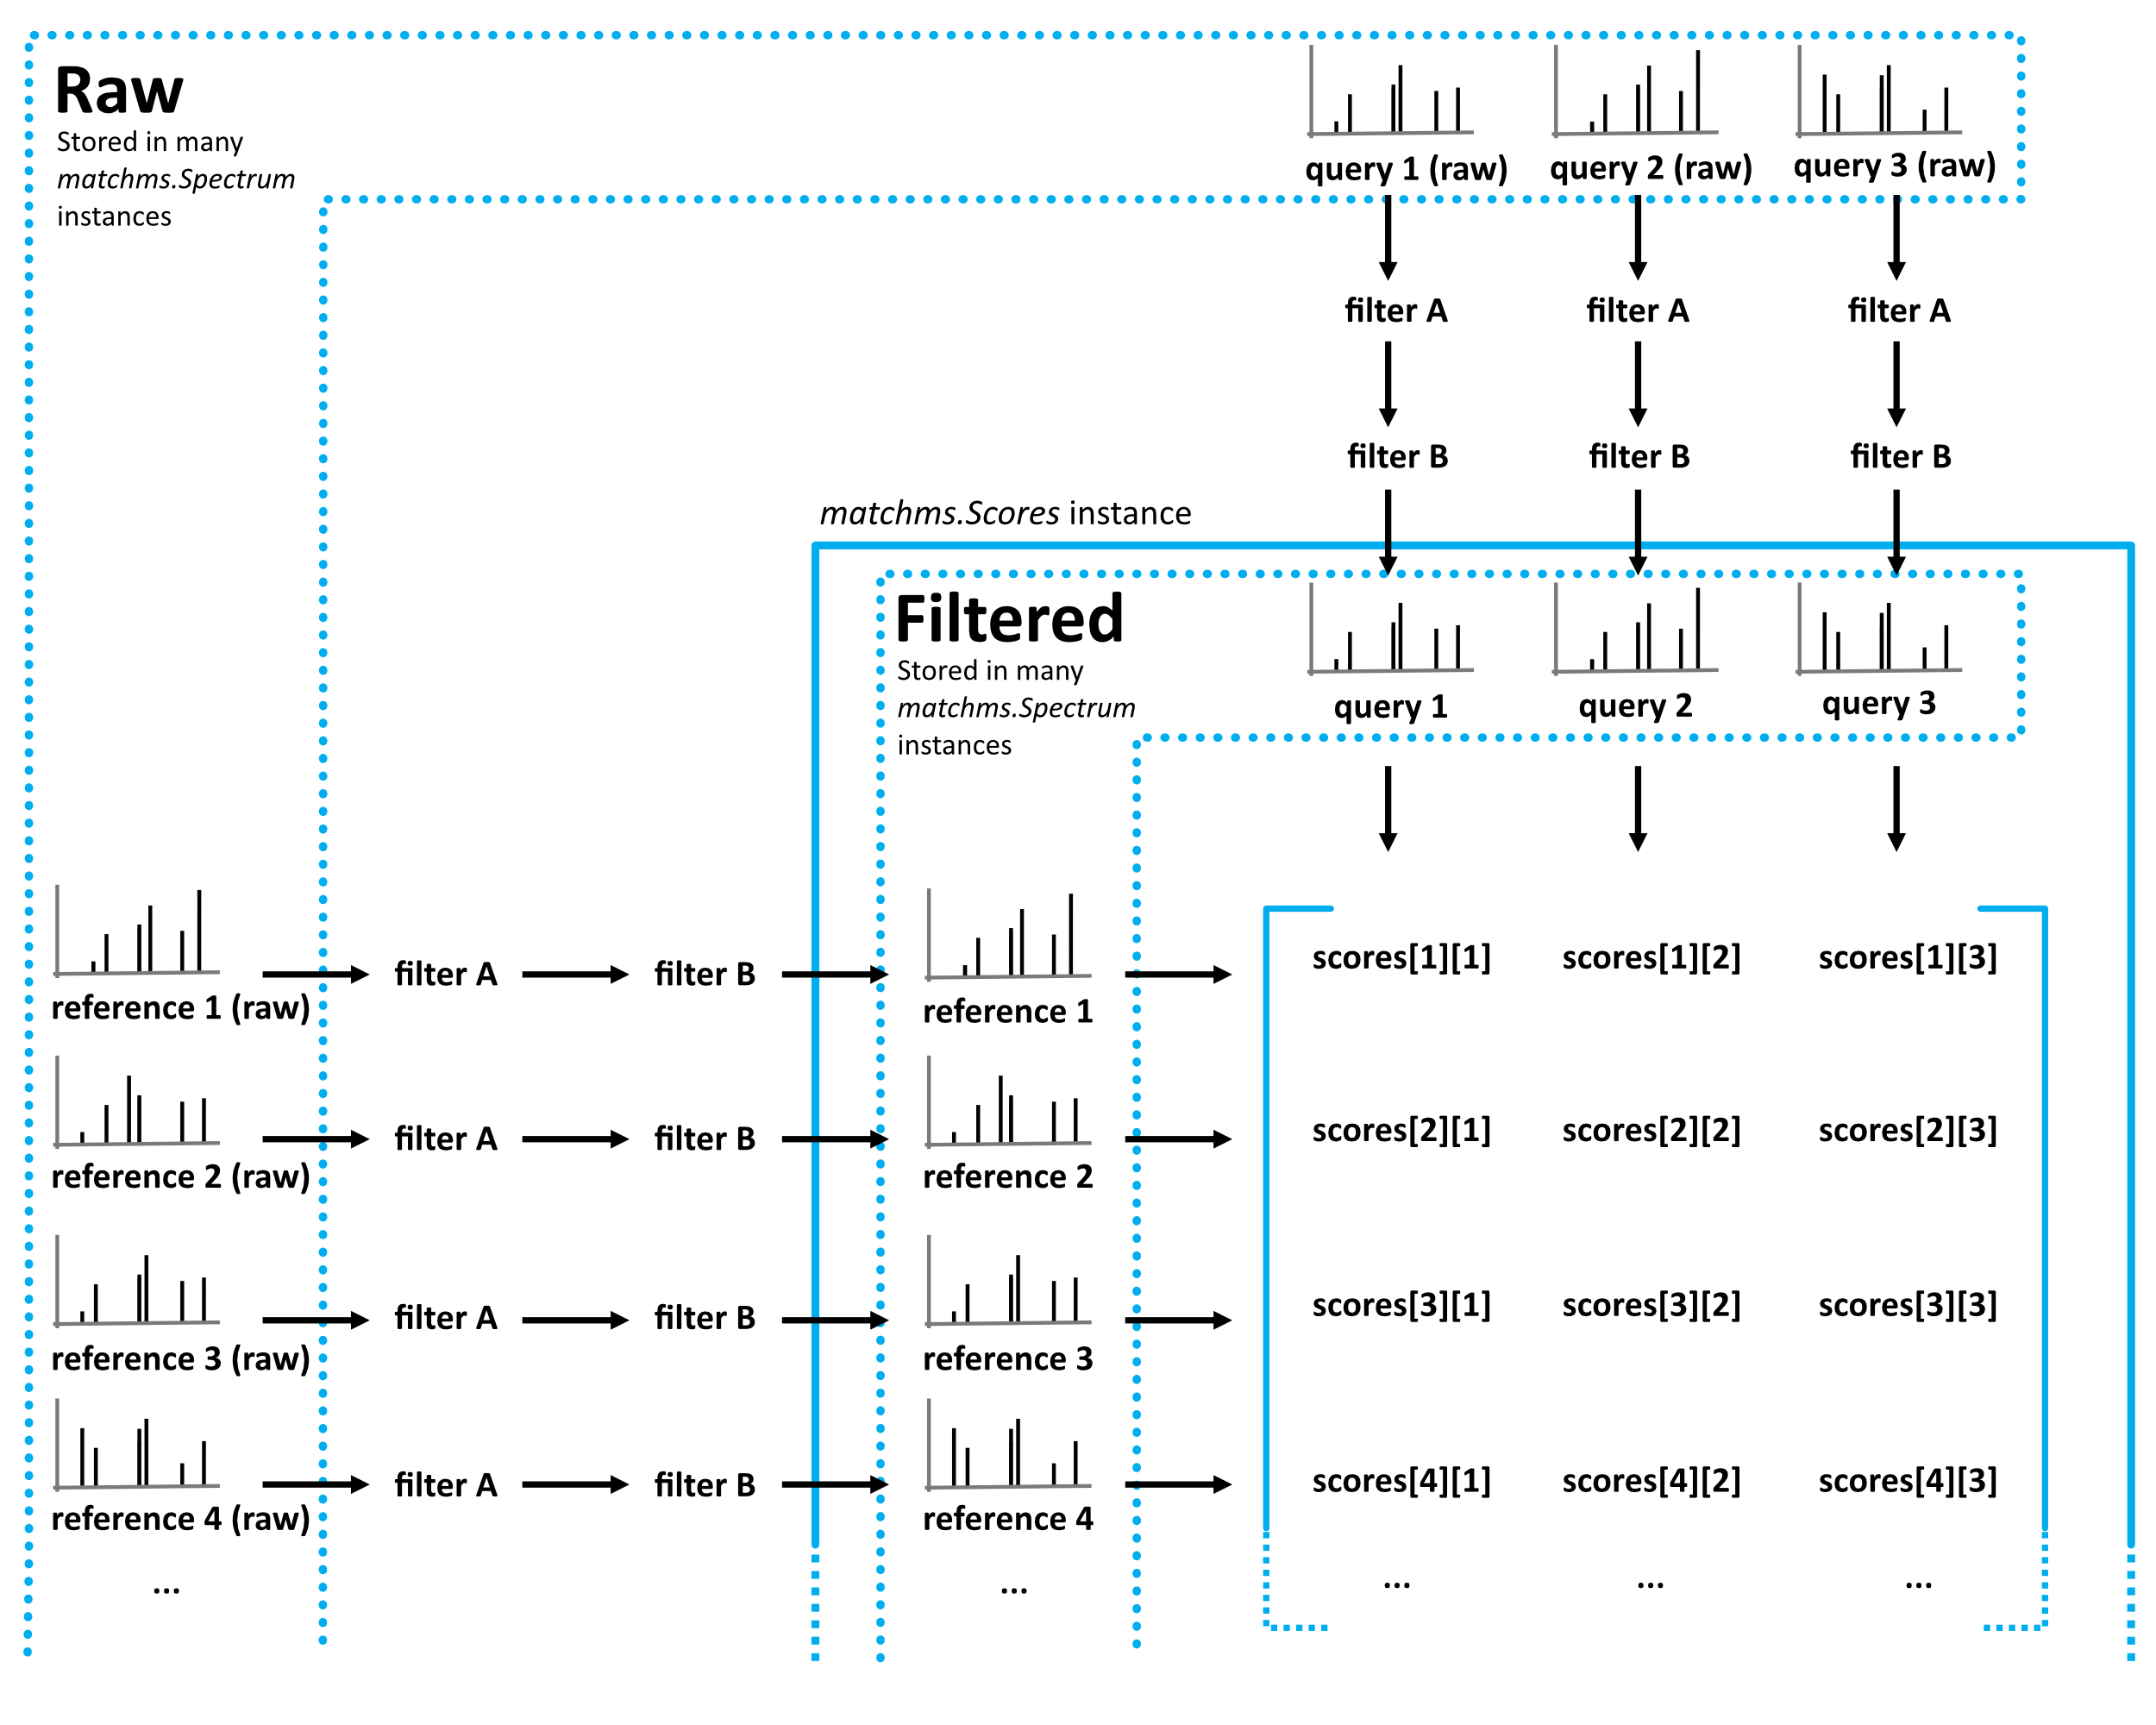 Raw
Stored in many
matchms.Spectrum
instances
query 1 (raw)
query 2 (raw)
query 3 (raw)
filter A
filter A
filter A
filter B
filter B
filter B
matchms.Scores instance
Filtered
Stored in many
matchms.Spectrum
instances
query 1
query 2
query 3
reference 1 (raw)
filter A
filter B
reference 1
scores[1][1]
scores[1][2]
scores[1][3]
reference 2 (raw)
filter A
filter B
reference 2
scores[2][1]
scores[2][2]
scores[2][3]
reference 3 (raw)
filter A
filter B
reference 3
scores[3][1]
scores[3][2]
scores[3][3]
reference 4 (raw)
filter A
filter B
reference 4
scores[4][1]
scores[4][2]
scores[4][3]
...
...
...
...
...